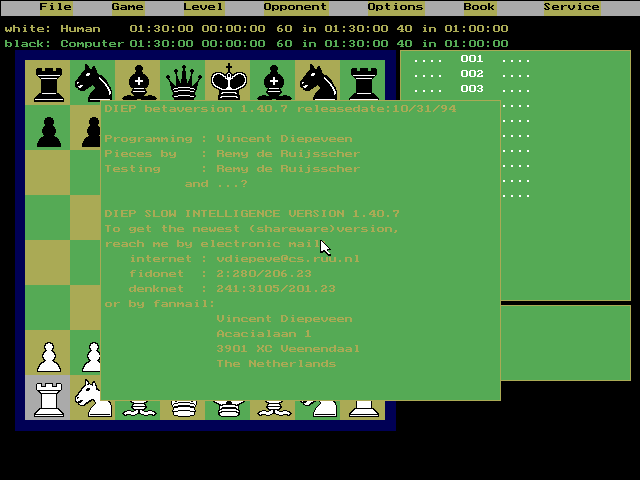 File Game Level Opponent Options Book Service
white: Human 01:30:00 00:00:00 60 in 01:30:00 40 in 01:00:00
black: Computer 01:30:00 00:00:00 60 in 01:30:00 40 in 01:00:00
.... 001 ....
.... 002 ....
.... 003 ....
DIEP betaversion 1.40.7 releasedate:10/31/94
Programming : Vincent Diepeveen
Pieces by : Remy de Ruijsscher
Testing : Remy de Ruijsscher
and ...?
DIEP SLOW INTELLIGENCE VERSION 1.40.7
To get the newest (shareware)version,
reach me by electronic mail
internet : vdiepeve@cs.ruu.nl
fidonet : 2:280/206.23
denknet : 241:3105/201.23
or by fanmail:
Vincent Diepeveen
Acacialaan 1
3901 XC Veenendaal
The Netherlands